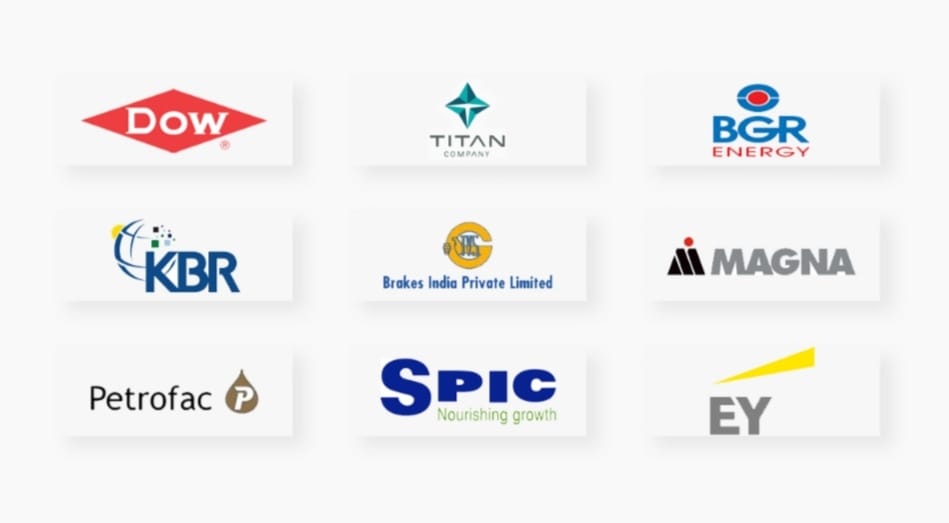 DOW
®
TITAN
COMPANY
BGR
ENERGY
KBR
Brakes India Private Limited
MAGNA
Petrofac
P
SPIC
Nourishing growth
EY